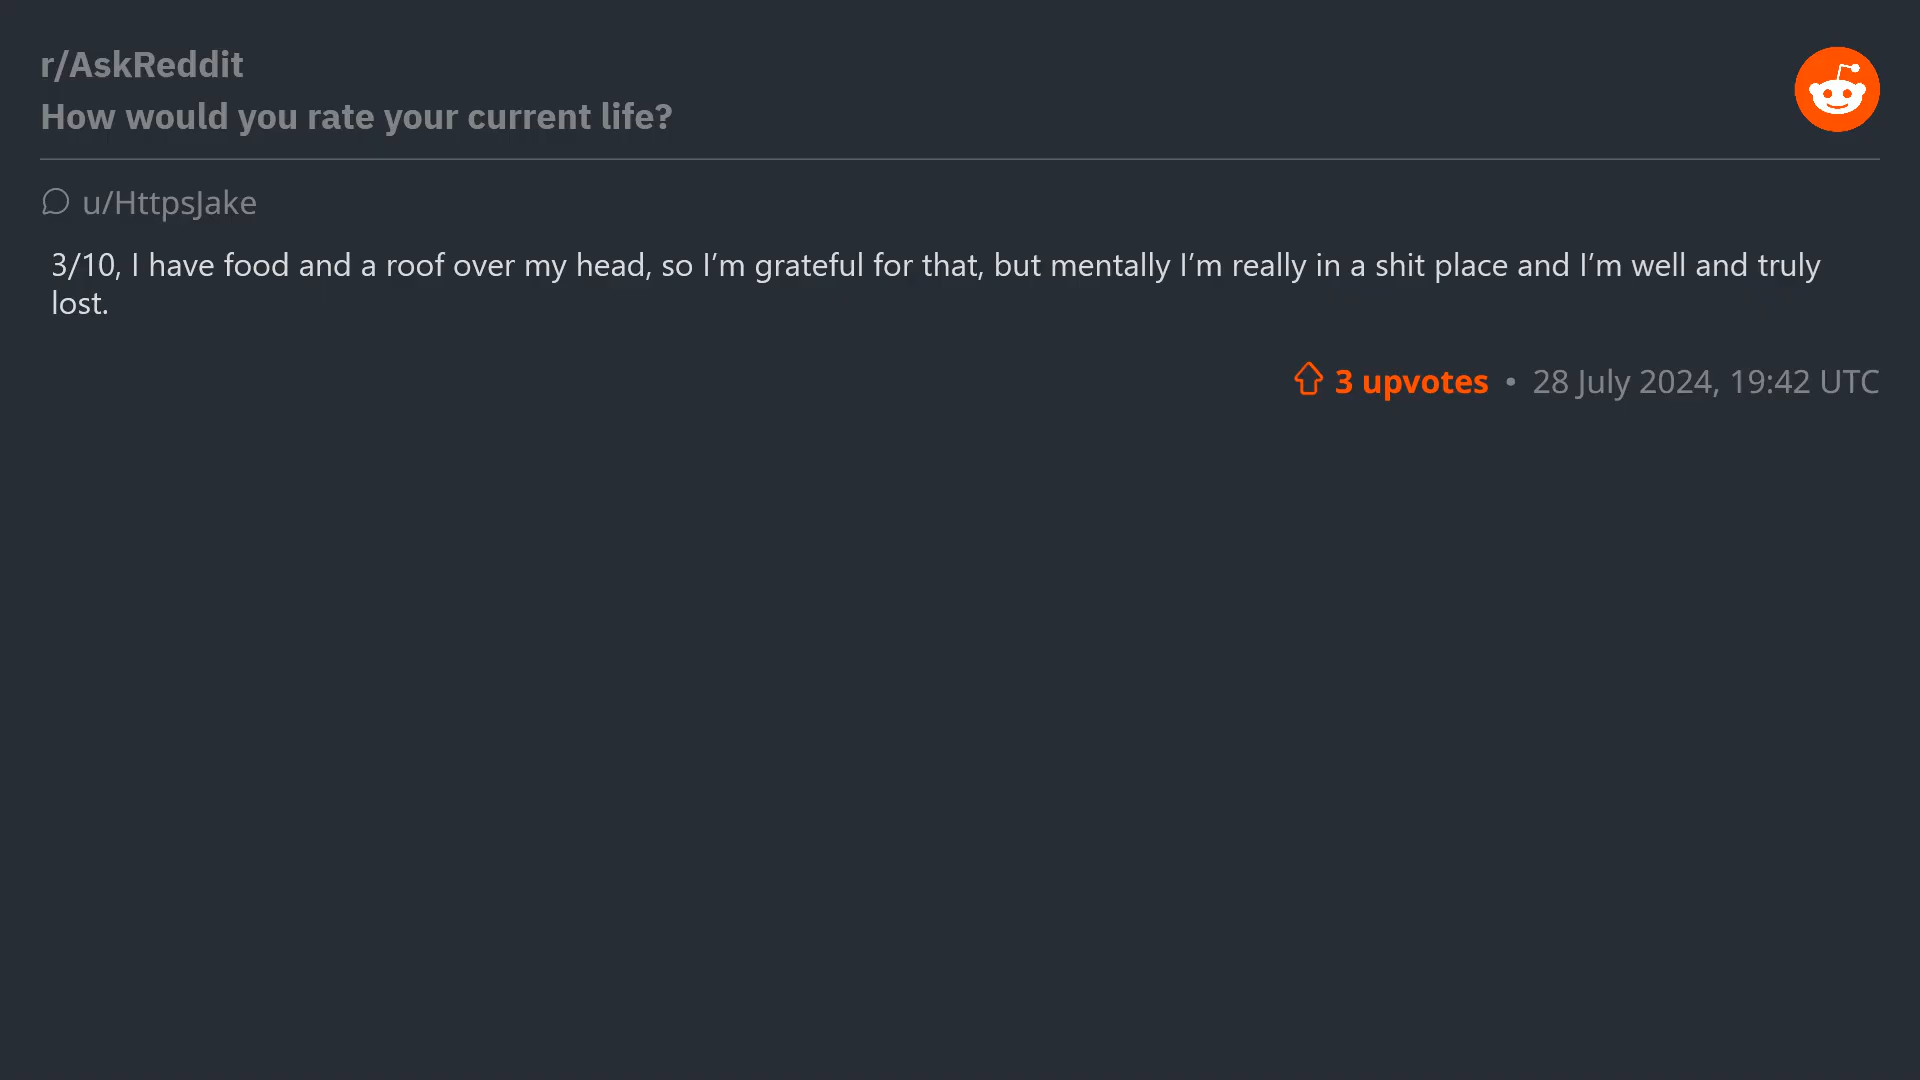 r/AskReddit
How would you rate your current life?
u/HttpsJake
3/10, I have food and a roof over my head, so I’m grateful for that, but mentally I’m really in a shit place and I’m well and truly
lost.
3 upvotes • 28 July 2024, 19:42 UTC